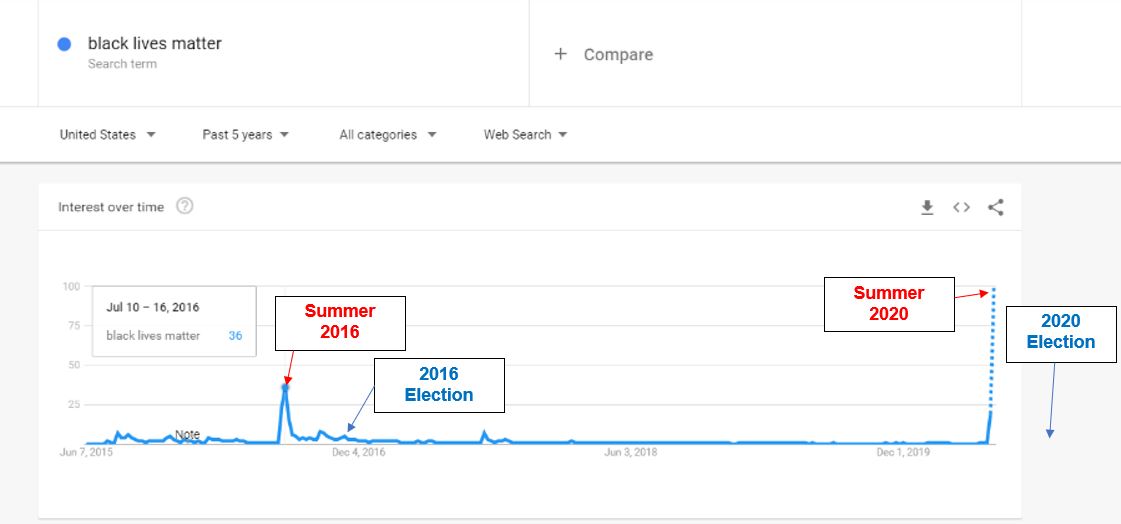 black lives matter
Search term
+ Compare
United States
Past 5 years
All categories
Web Search
Interest over time ?
100
75
50
25
Jul 10 – 16, 2016
black lives matter 36
Summer
2016
2016
Election
Summer
2020
2020
Election
Note
Jun 7, 2015
Dec 4, 2016
Jun 3, 2018
Dec 1, 2019